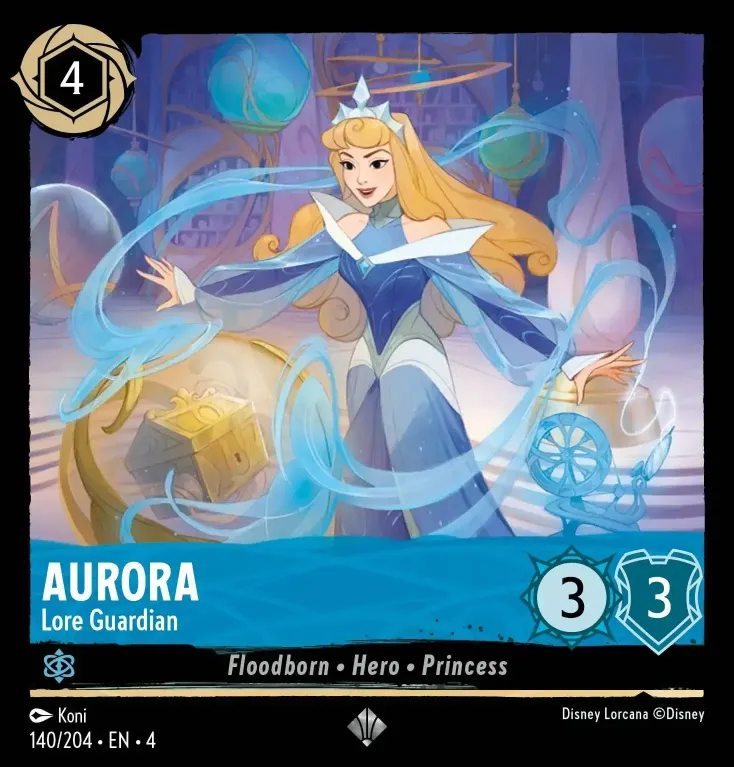 4
AURORA
Lore Guardian
3
3
Floodborn • Hero • Princess
Koni
Disney Lorcana ©Disney
140/204 • EN • 4